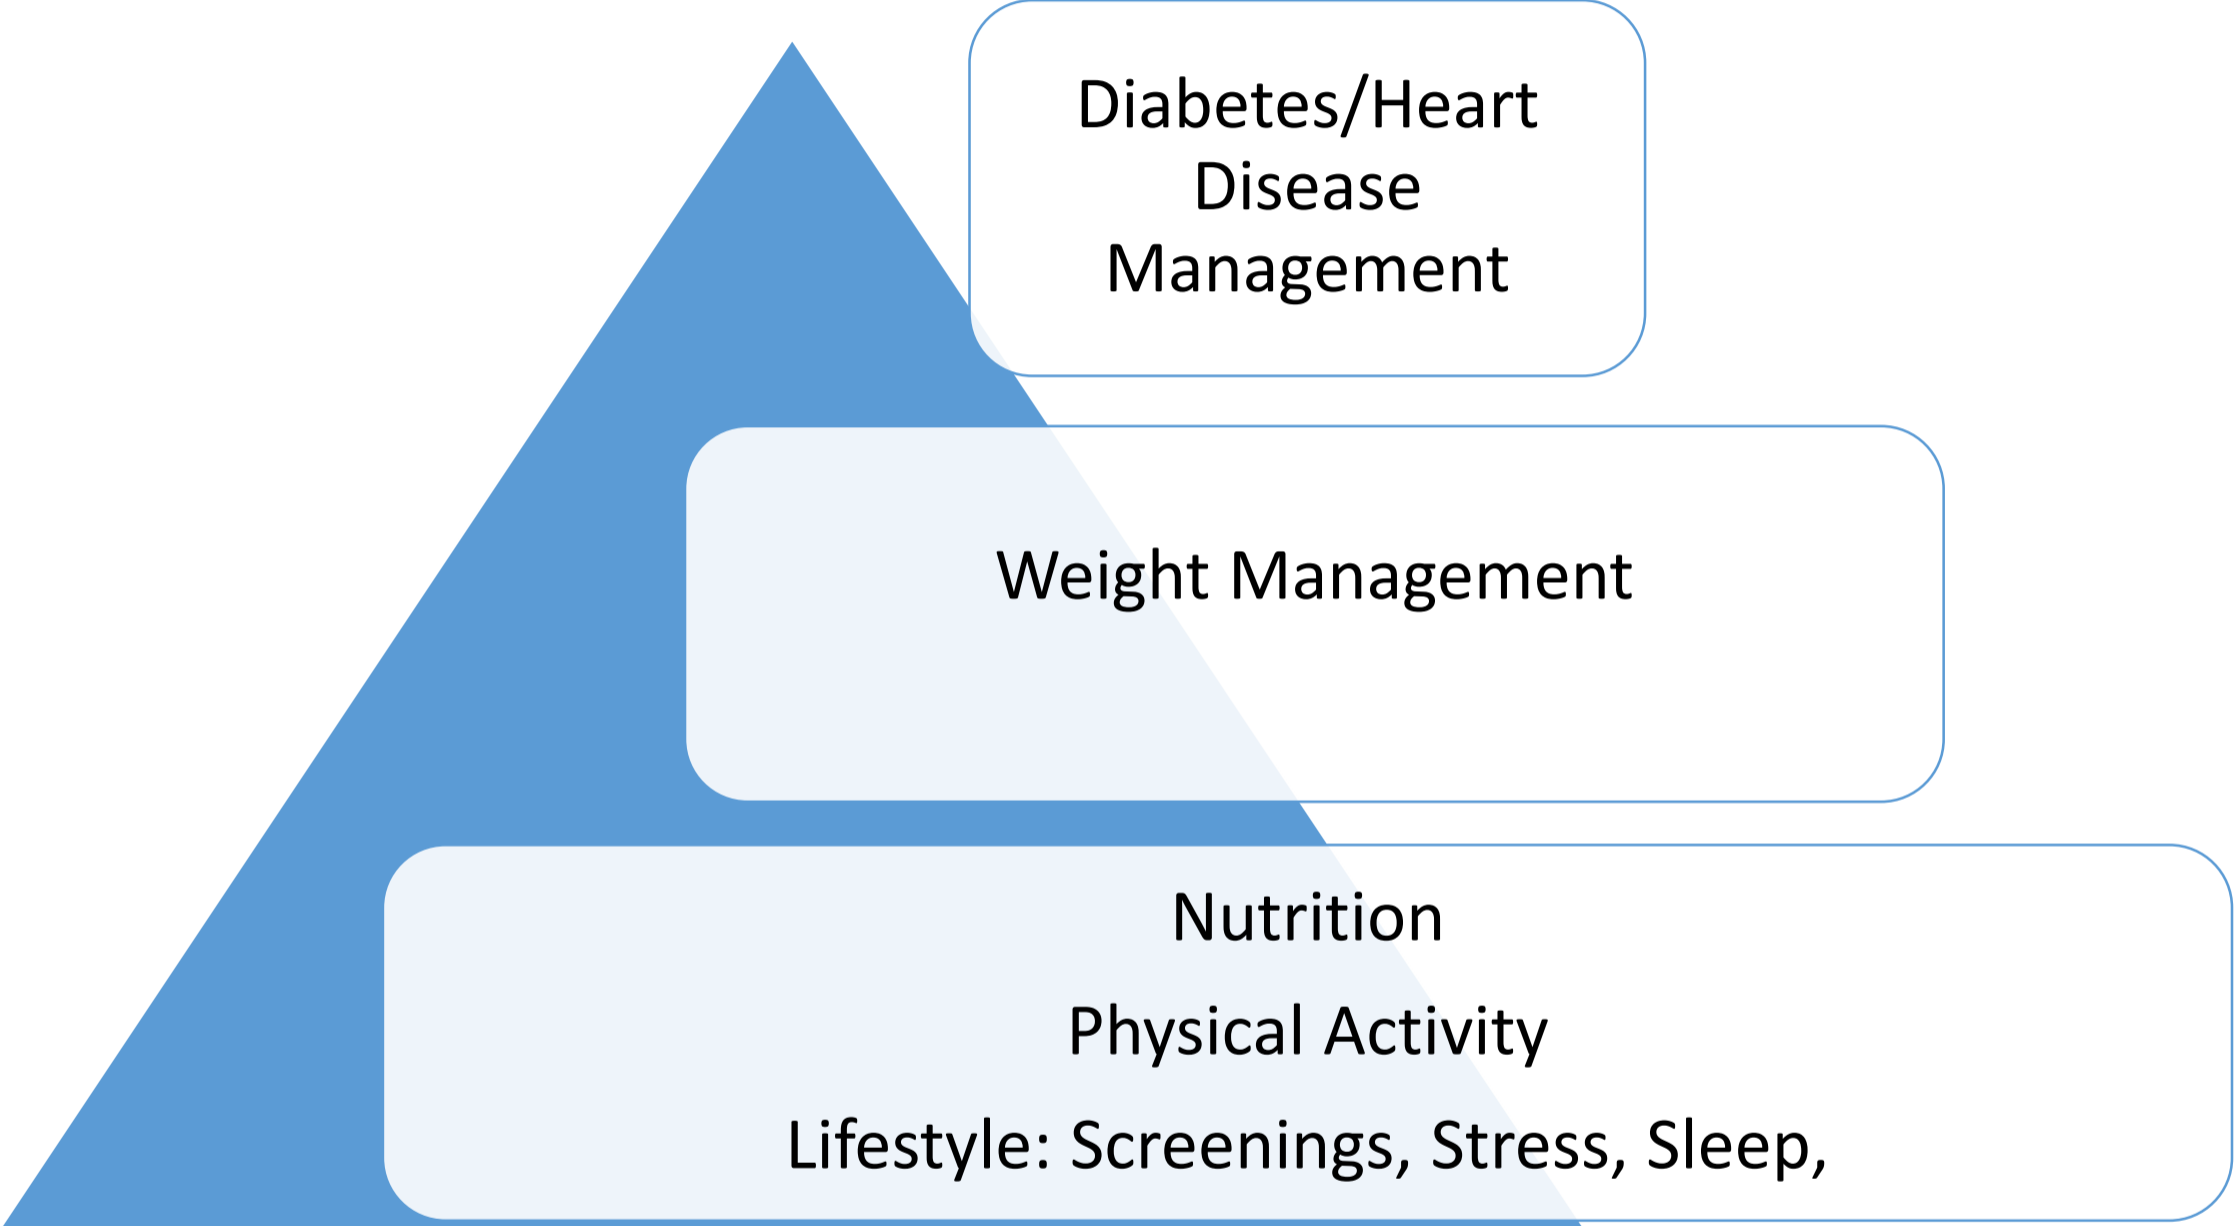 Diabetes/Heart
Disease
Management
Weight Management
Nutrition
Physical Activity
Lifestyle: Screenings, Stress, Sleep,